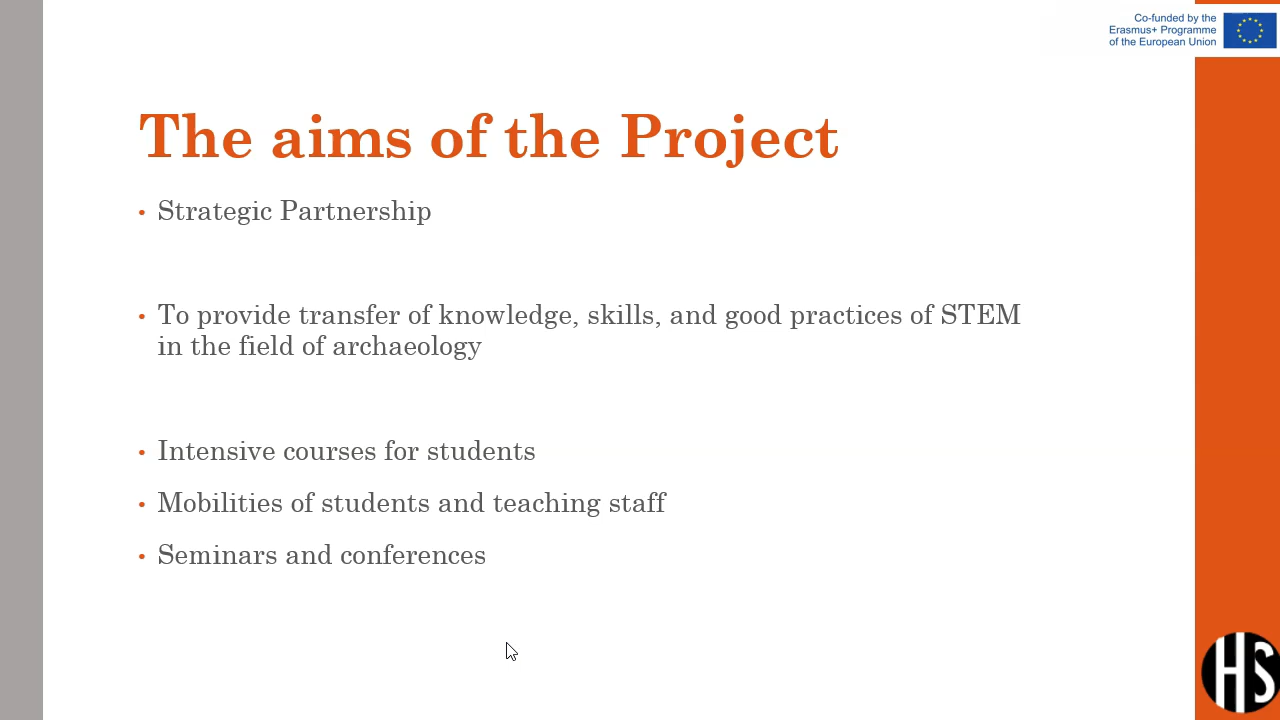 Co-funded by the
Erasmus+ Programme
of the European Union
The aims of the Project
• Strategic Partnership
• To provide transfer of knowledge, skills, and good practices of STEM
in the field of archaeology
• Intensive courses for students
• Mobilities of students and teaching staff
• Seminars and conferences
HS